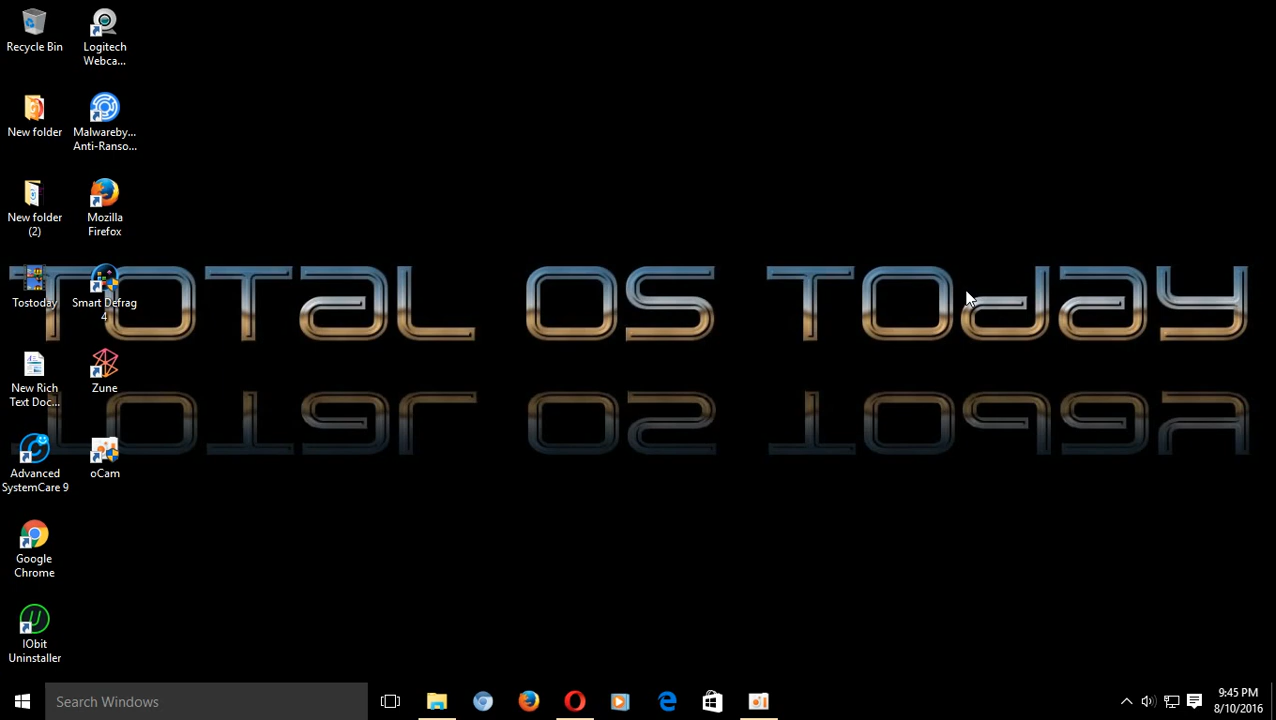 Recycle Bin
Logitech
Webca...
New folder
Malwareby...
Anti-Ranso...
New folder
(2)
Mozilla
Firefox
TOTAL OS TODAY
Tostoday
Smart Defrag
4
New Rich
Text Doc...
Zune
Advanced
SystemCare 9
oCam
Google
Chrome
IObit
Uninstaller
Search Windows
9:45 PM
8/10/2016